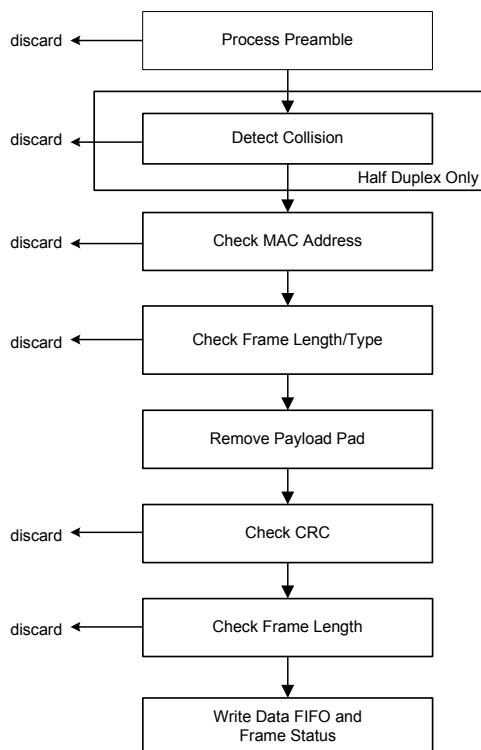 discard
Process Preamble
discard
Detect Collision
Half Duplex Only
discard
Check MAC Address
discard
Check Frame Length/Type
Remove Payload Pad
discard
Check CRC
discard
Check Frame Length
Write Data FIFO and
Frame Status